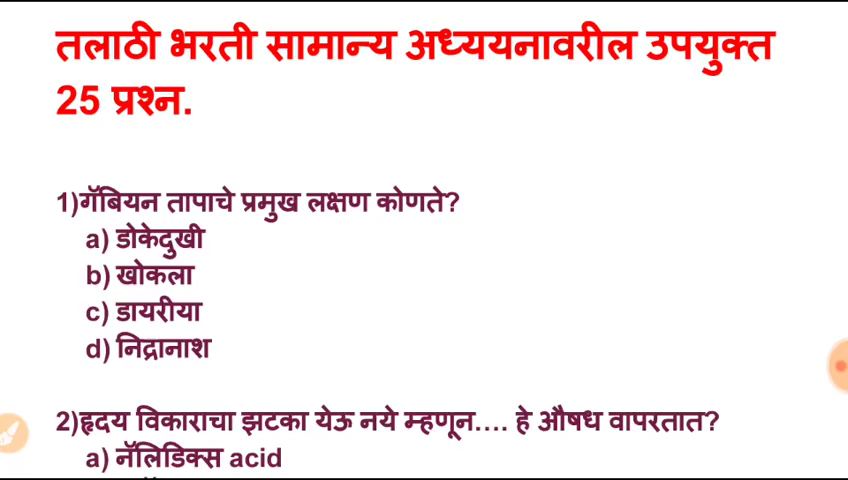 तलाठी भरती सामान्य अध्ययनावरील उपयुक्त
25 प्रश्न.
1)गॅबियन तापाचे प्रमुख लक्षण कोणते?
a) डोकेदुखी
b) खोकला
c) डायरीया
d) निद्रानाश
2)हृदय विकाराचा झटका येऊ नये म्हणून.... हे औषध वापरतात?
a) नॅलिडिक्स acid